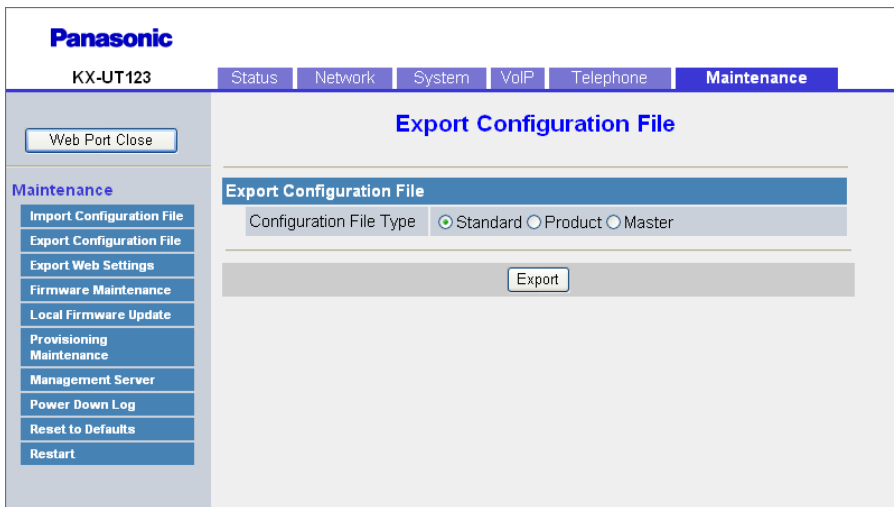 Panasonic
KX-UT123
Status Network System VoIP Telephone Maintenance
Web Port Close
Maintenance
Import Configuration File
Export Configuration File
Export Web Settings
Firmware Maintenance
Local Firmware Update
Provisioning
Maintenance
Management Server
Power Down Log
Reset to Defaults
Restart
Export Configuration File
Export Configuration File
Configuration File Type Standard Product Master
Export